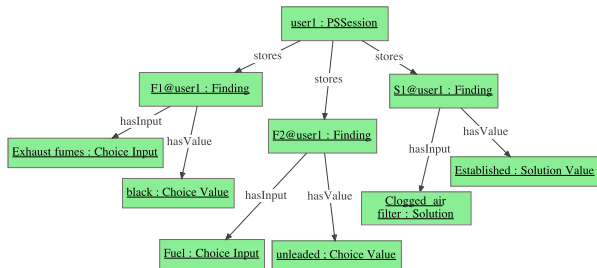 user1 : PSSession
stores
stores
stores
F1@user1 : Finding
S1@user1 : Finding
hasInput
hasValue
F2@user1 : Finding
hasInput
hasValue
Exhaust fumes : Choice Input
Established : Solution Value
black : Choice Value
hasInput
hasValue
Clogged air
filter : Solution
Fuel : Choice Input
unleaded : Choice Value